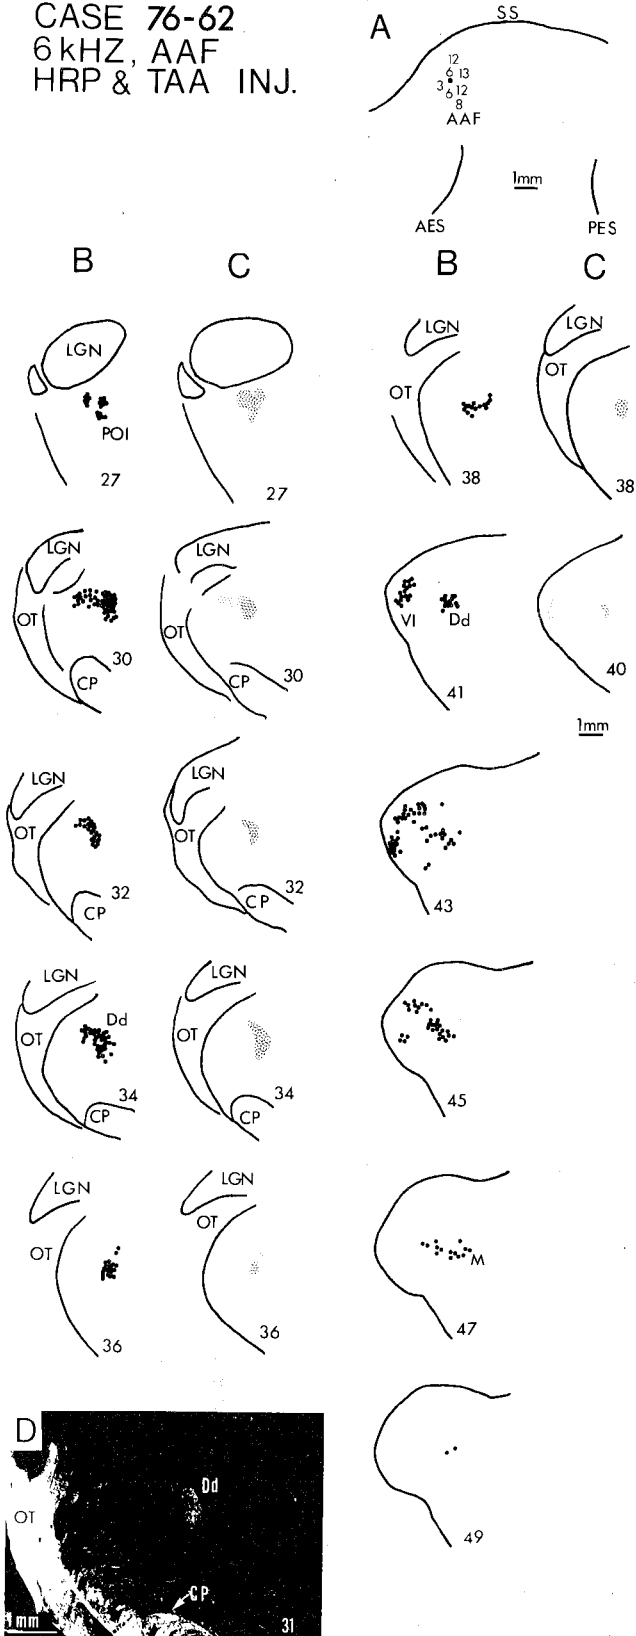 CASE 76-62
6 kHZ, AAF
HRP & TAA INJ.
A
SS
12
6 13
3 12
6
8
AAF
AES
1mm
PES
B
C
B
C
LGN
POI
27
27
LGN
OT
38
LGN
OT
38
LGN
OT
CP
30
LGN
OT
CP
30
VI
Dd
41
40
1mm
LGN
OT
CP
32
LGN
OT
CP
32
43
LGN
OT
Dd
CP
34
LGN
OT
CP
34
45
LGN
OT
36
LGN
OT
36
M
47
D
OT
Dd
CP
mm
31
49